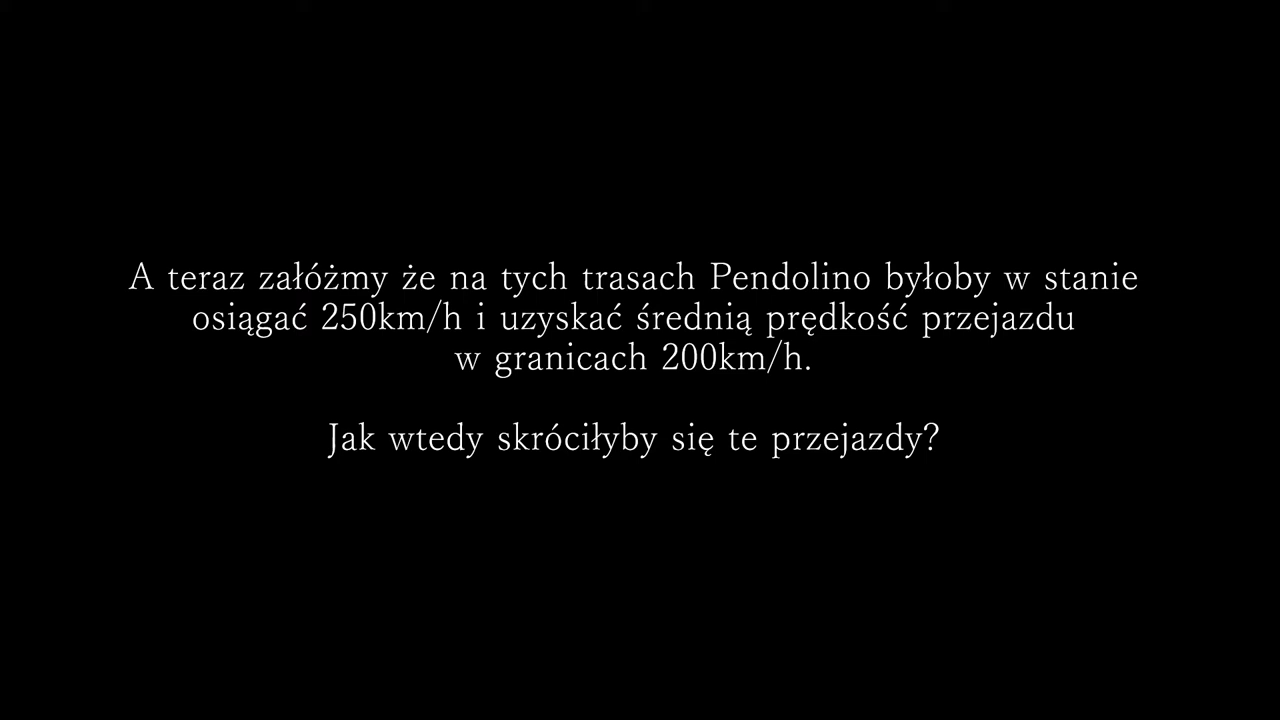 A teraz załóżmy że na tych trasach Pendolino byłoby w stanie
osiągać 250km/h i uzyskać średnią prędkość przejazdu
w granicach 200km/h.
Jak wtedy skróciłyby się te przejazdy?